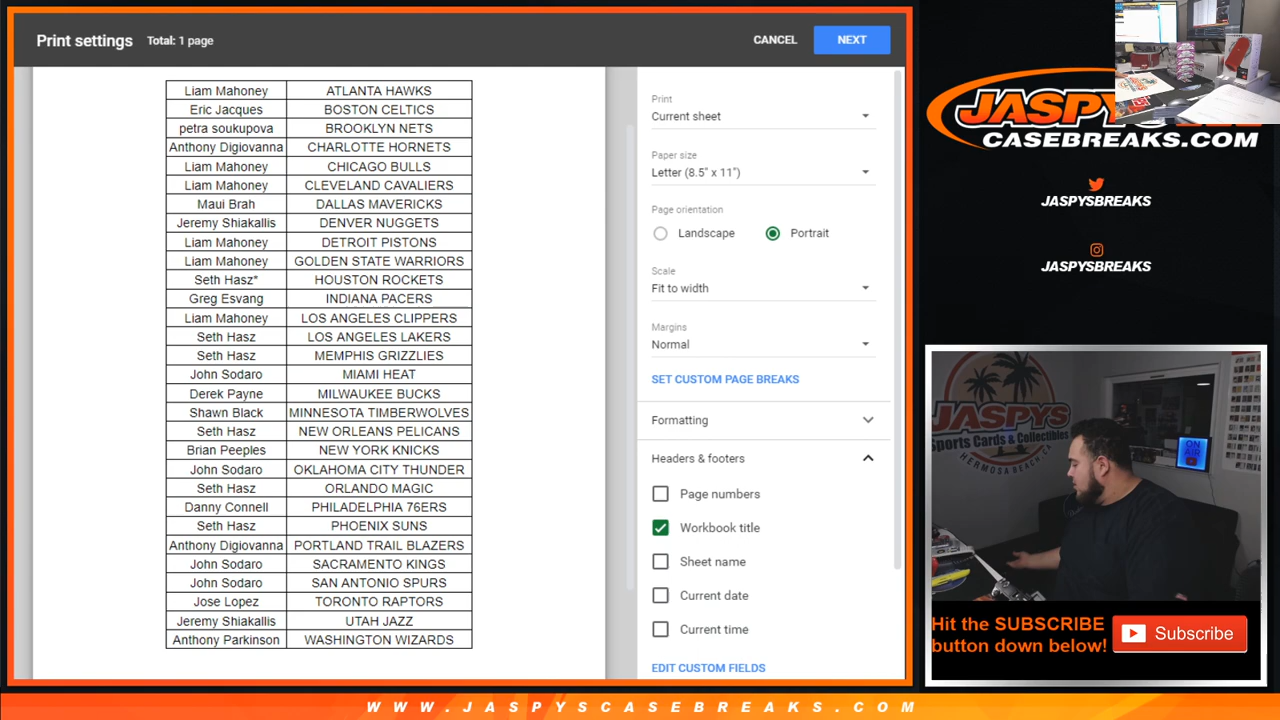 Print settings Total: 1 page CANCEL NEXT
Liam Mahoney ATLANTA HAWKS
Eric Jacques BOSTON CELTICS
petra soukupova BROOKLYN NETS
Anthony Digiovanna CHARLOTTE HORNETS
Liam Mahoney CHICAGO BULLS
Liam Mahoney CLEVELAND CAVALIERS
Maui Brah DALLAS MAVERICKS
Jeremy Shiakallis DENVER NUGGETS
Liam Mahoney DETROIT PISTONS
Liam Mahoney GOLDEN STATE WARRIORS
Seth Hasz* HOUSTON ROCKETS
Greg Esvang INDIANA PACERS
Liam Mahoney LOS ANGELES CLIPPERS
Seth Hasz LOS ANGELES LAKERS
Seth Hasz MEMPHIS GRIZZLIES
John Sodaro MIAMI HEAT
Derek Payne MILWAUKEE BUCKS
Shawn Black MINNESOTA TIMBERWOLVES
Seth Hasz NEW ORLEANS PELICANS
Brian Peeples NEW YORK KNICKS
John Sodaro OKLAHOMA CITY THUNDER
Seth Hasz ORLANDO MAGIC
Danny Connell PHILADELPHIA 76ERS
Seth Hasz PHOENIX SUNS
Anthony Digiovanna PORTLAND TRAIL BLAZERS
John Sodaro SACRAMENTO KINGS
John Sodaro SAN ANTONIO SPURS
Jose Lopez TORONTO RAPTORS
Jeremy Shiakallis UTAH JAZZ
Anthony Parkinson WASHINGTON WIZARDS
Print
Current sheet
Paper size
Letter (8.5" x 11")
Page orientation
Landscape Portrait
Scale
Fit to width
Margins
Normal
SET CUSTOM PAGE BREAKS
Formatting
Headers & footers
Page numbers
Workbook title
Sheet name
Current date
Current time
EDIT CUSTOM FIELDS
CASEBREAKS.COM
JASPYSBREAKS
JASPYSBREAKS
JASPYS
Sports Cards & Collectibles
HERMOSA BEACH CA
ON AIR
Hit the SUBSCRIBE
button down below!
Subscribe
WWW.JASPYSCASEBREAKS.COM